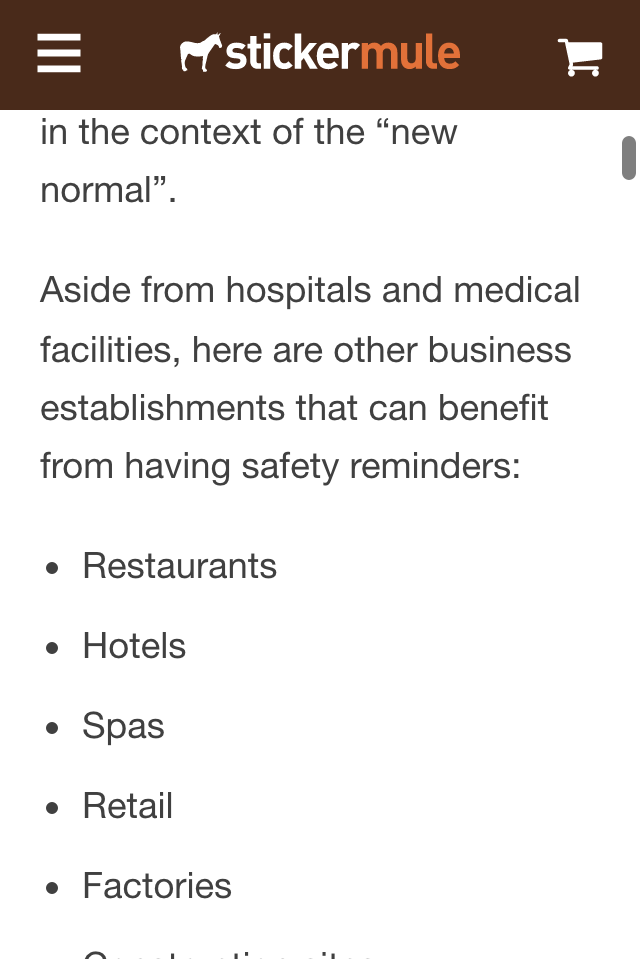 stickermule
in the context of the “new
normal”.
Aside from hospitals and medical
facilities, here are other business
establishments that can benefit
from having safety reminders:
• Restaurants
• Hotels
• Spas
• Retail
• Factories